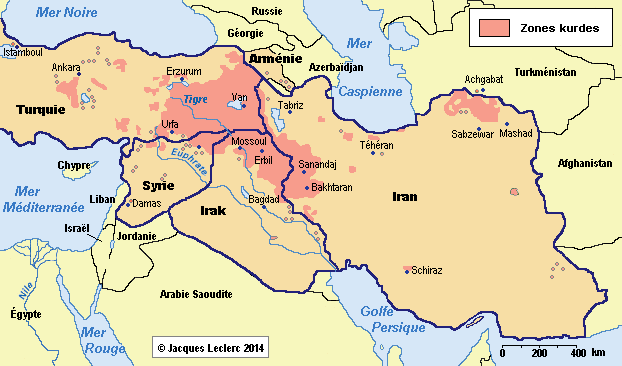 Mer Noire
Russie
Géorgie
Zones kurdes
Istamboul
Ankara
Erzurum
Arménie
Azerbaïdjan
Mer
Caspienne
Turkménistan
Achgabat
Turquie
Tigre
Van
Tabriz
Urfa
Mossoul
Erbil
Téhéran
Sabzewar
Mashad
Chypre
Euphrate
Sanandaj
Bakhtaran
Afghanistan
Mer
Méditerranée
Syrie
Liban
Damas
Irak
Bagdad
Iran
Israël
Jordanie
Schiraz
Nile
Égypte
Arabie Saoudite
Golfe
Persique
Mer
Rouge
© Jacques Leclerc 2014
0 200 400 km